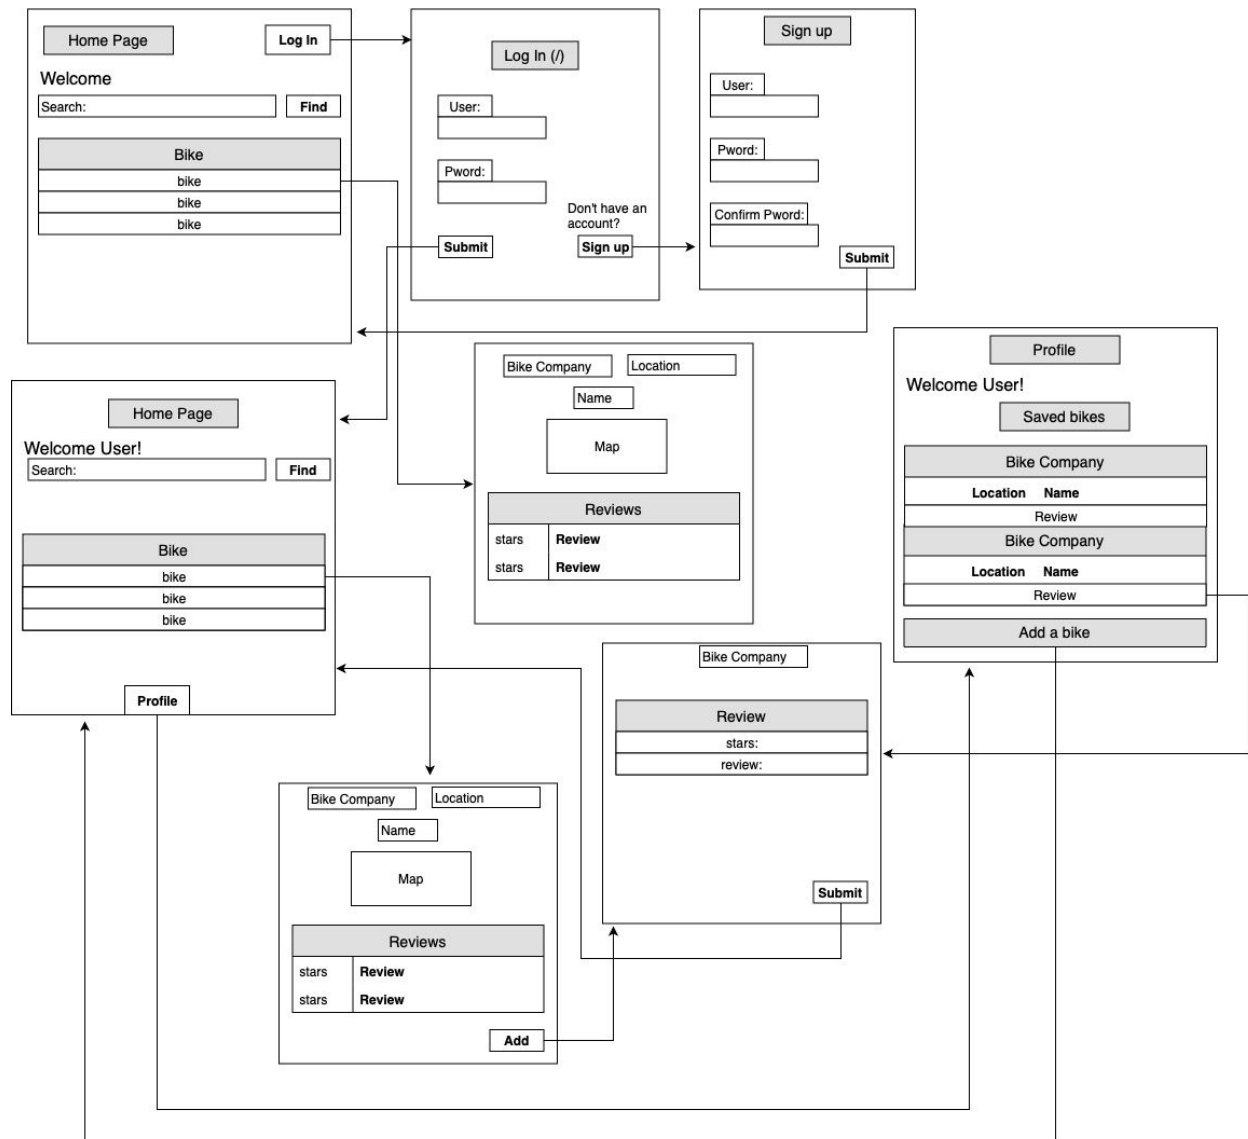 Home Page
Log In
Welcome
Search:
Find
Bike
bike
bike
bike
Log In (/)
User:
Pword:
Don't have an
account?
Submit
Sign up
Sign up
User:
Pword:
Confirm Pword:
Submit
Bike Company
Location
Name
Map
Reviews
stars
Review
stars
Review
Profile
Welcome User!
Saved bikes
Bike Company
Location Name
Review
Bike Company
Location Name
Review
Add a bike
Home Page
Welcome User!
Search:
Find
Bike
bike
bike
bike
Profile
Bike Company
Review
stars:
review:
Submit
Bike Company
Location
Name
Map
Reviews
stars
Review
stars
Review
Add